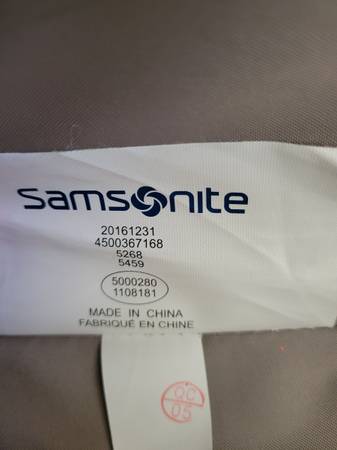 Samsonite
20161231
4500367168
5268
5459
5000280
1108181
MADE IN CHINA
FABRIQUÉ EN CHINE
QC
05